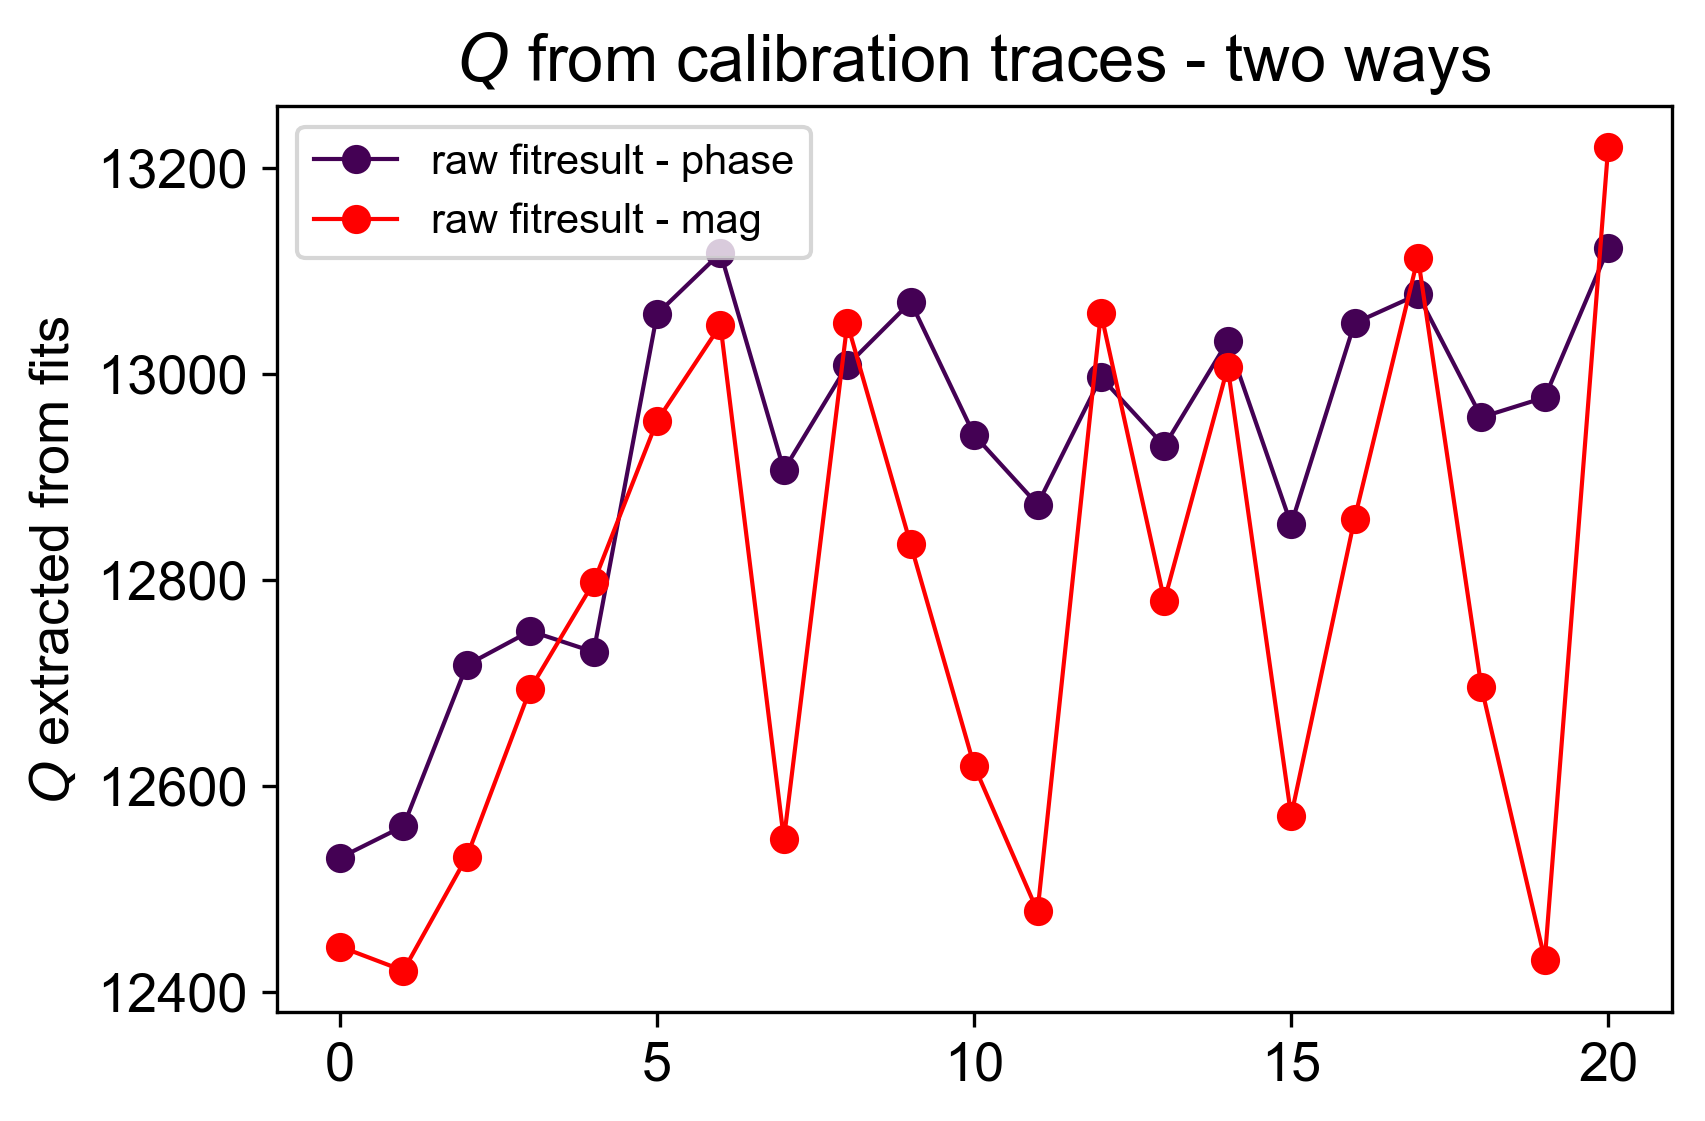 Q from calibration traces - two ways
raw fitresult - phase
raw fitresult - mag
Q extracted from fits
13200
13000
12800
12600
12400
0 5 10 15 20